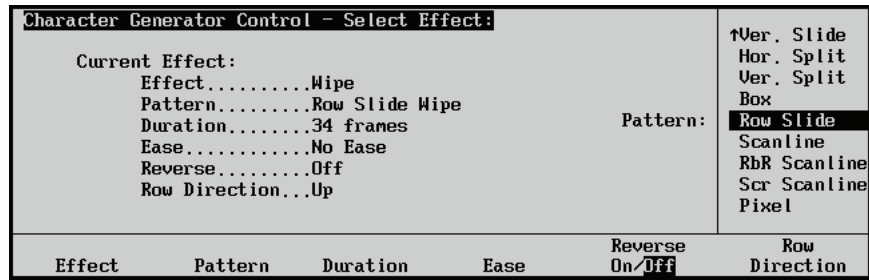 Character Generator Control - Select Effect:
Current Effect:
Effect..........Wipe
Pattern.........Row Slide Wipe
Duration........34 frames
Ease............No Ease
Reverse.........Off
Row Direction...Up
Pattern:
↑Ver. Slide
Hor. Split
Ver. Split
Box
Row Slide
Scanline
RbR Scanline
Scr Scanline
Pixel
Effect
Pattern
Duration
Ease
Reverse
On/Off
Row
Direction